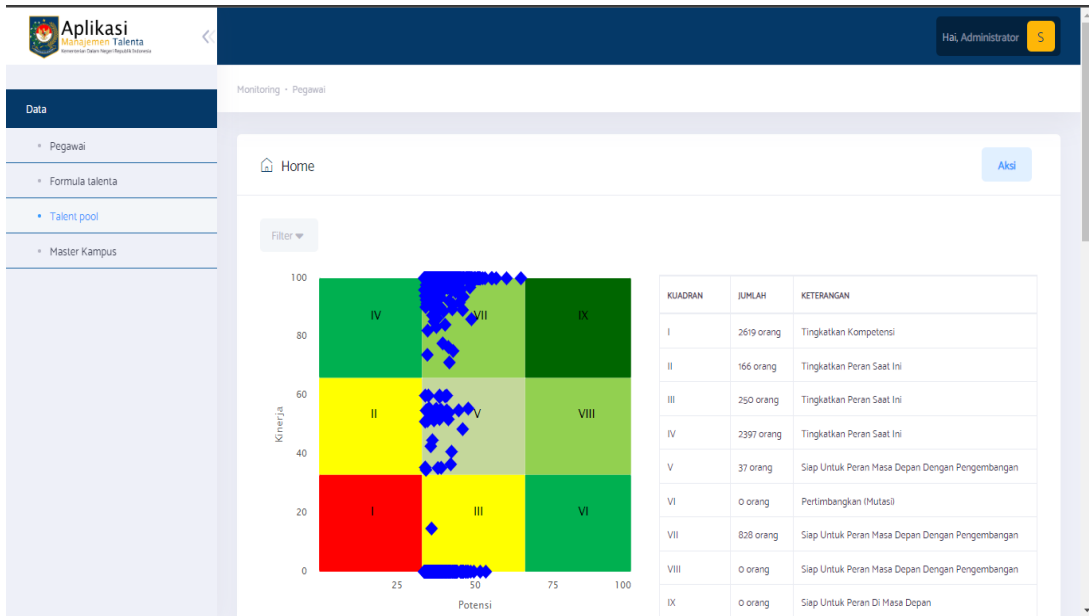 Aplikasi
Manajemen Talenta
Kementerian Dalam Negeri Republik Indonesia
Hai, Administrator S
Monitoring • Pegawai
Data
Pegawai
Formula talenta
Talent pool
Master Kampus
Home
Aksi
Filter
100
80
60
40
20
0
Kinerja
IV VII IX
II V VIII
I III VI
25 50 75 100
Potensi
KUADRAN JUMLAH KETERANGAN
I 2619 orang Tingkatkan Kompetensi
II 166 orang Tingkatkan Peran Saat Ini
III 250 orang Tingkatkan Peran Saat Ini
IV 2397 orang Tingkatkan Peran Saat Ini
V 37 orang Siap Untuk Peran Masa Depan Dengan Pengembangan
VI 0 orang Pertimbangkan (Mutasi)
VII 828 orang Siap Untuk Peran Masa Depan Dengan Pengembangan
VIII 0 orang Siap Untuk Peran Masa Depan Dengan Pengembangan
IX 0 orang Siap Untuk Peran Di Masa Depan